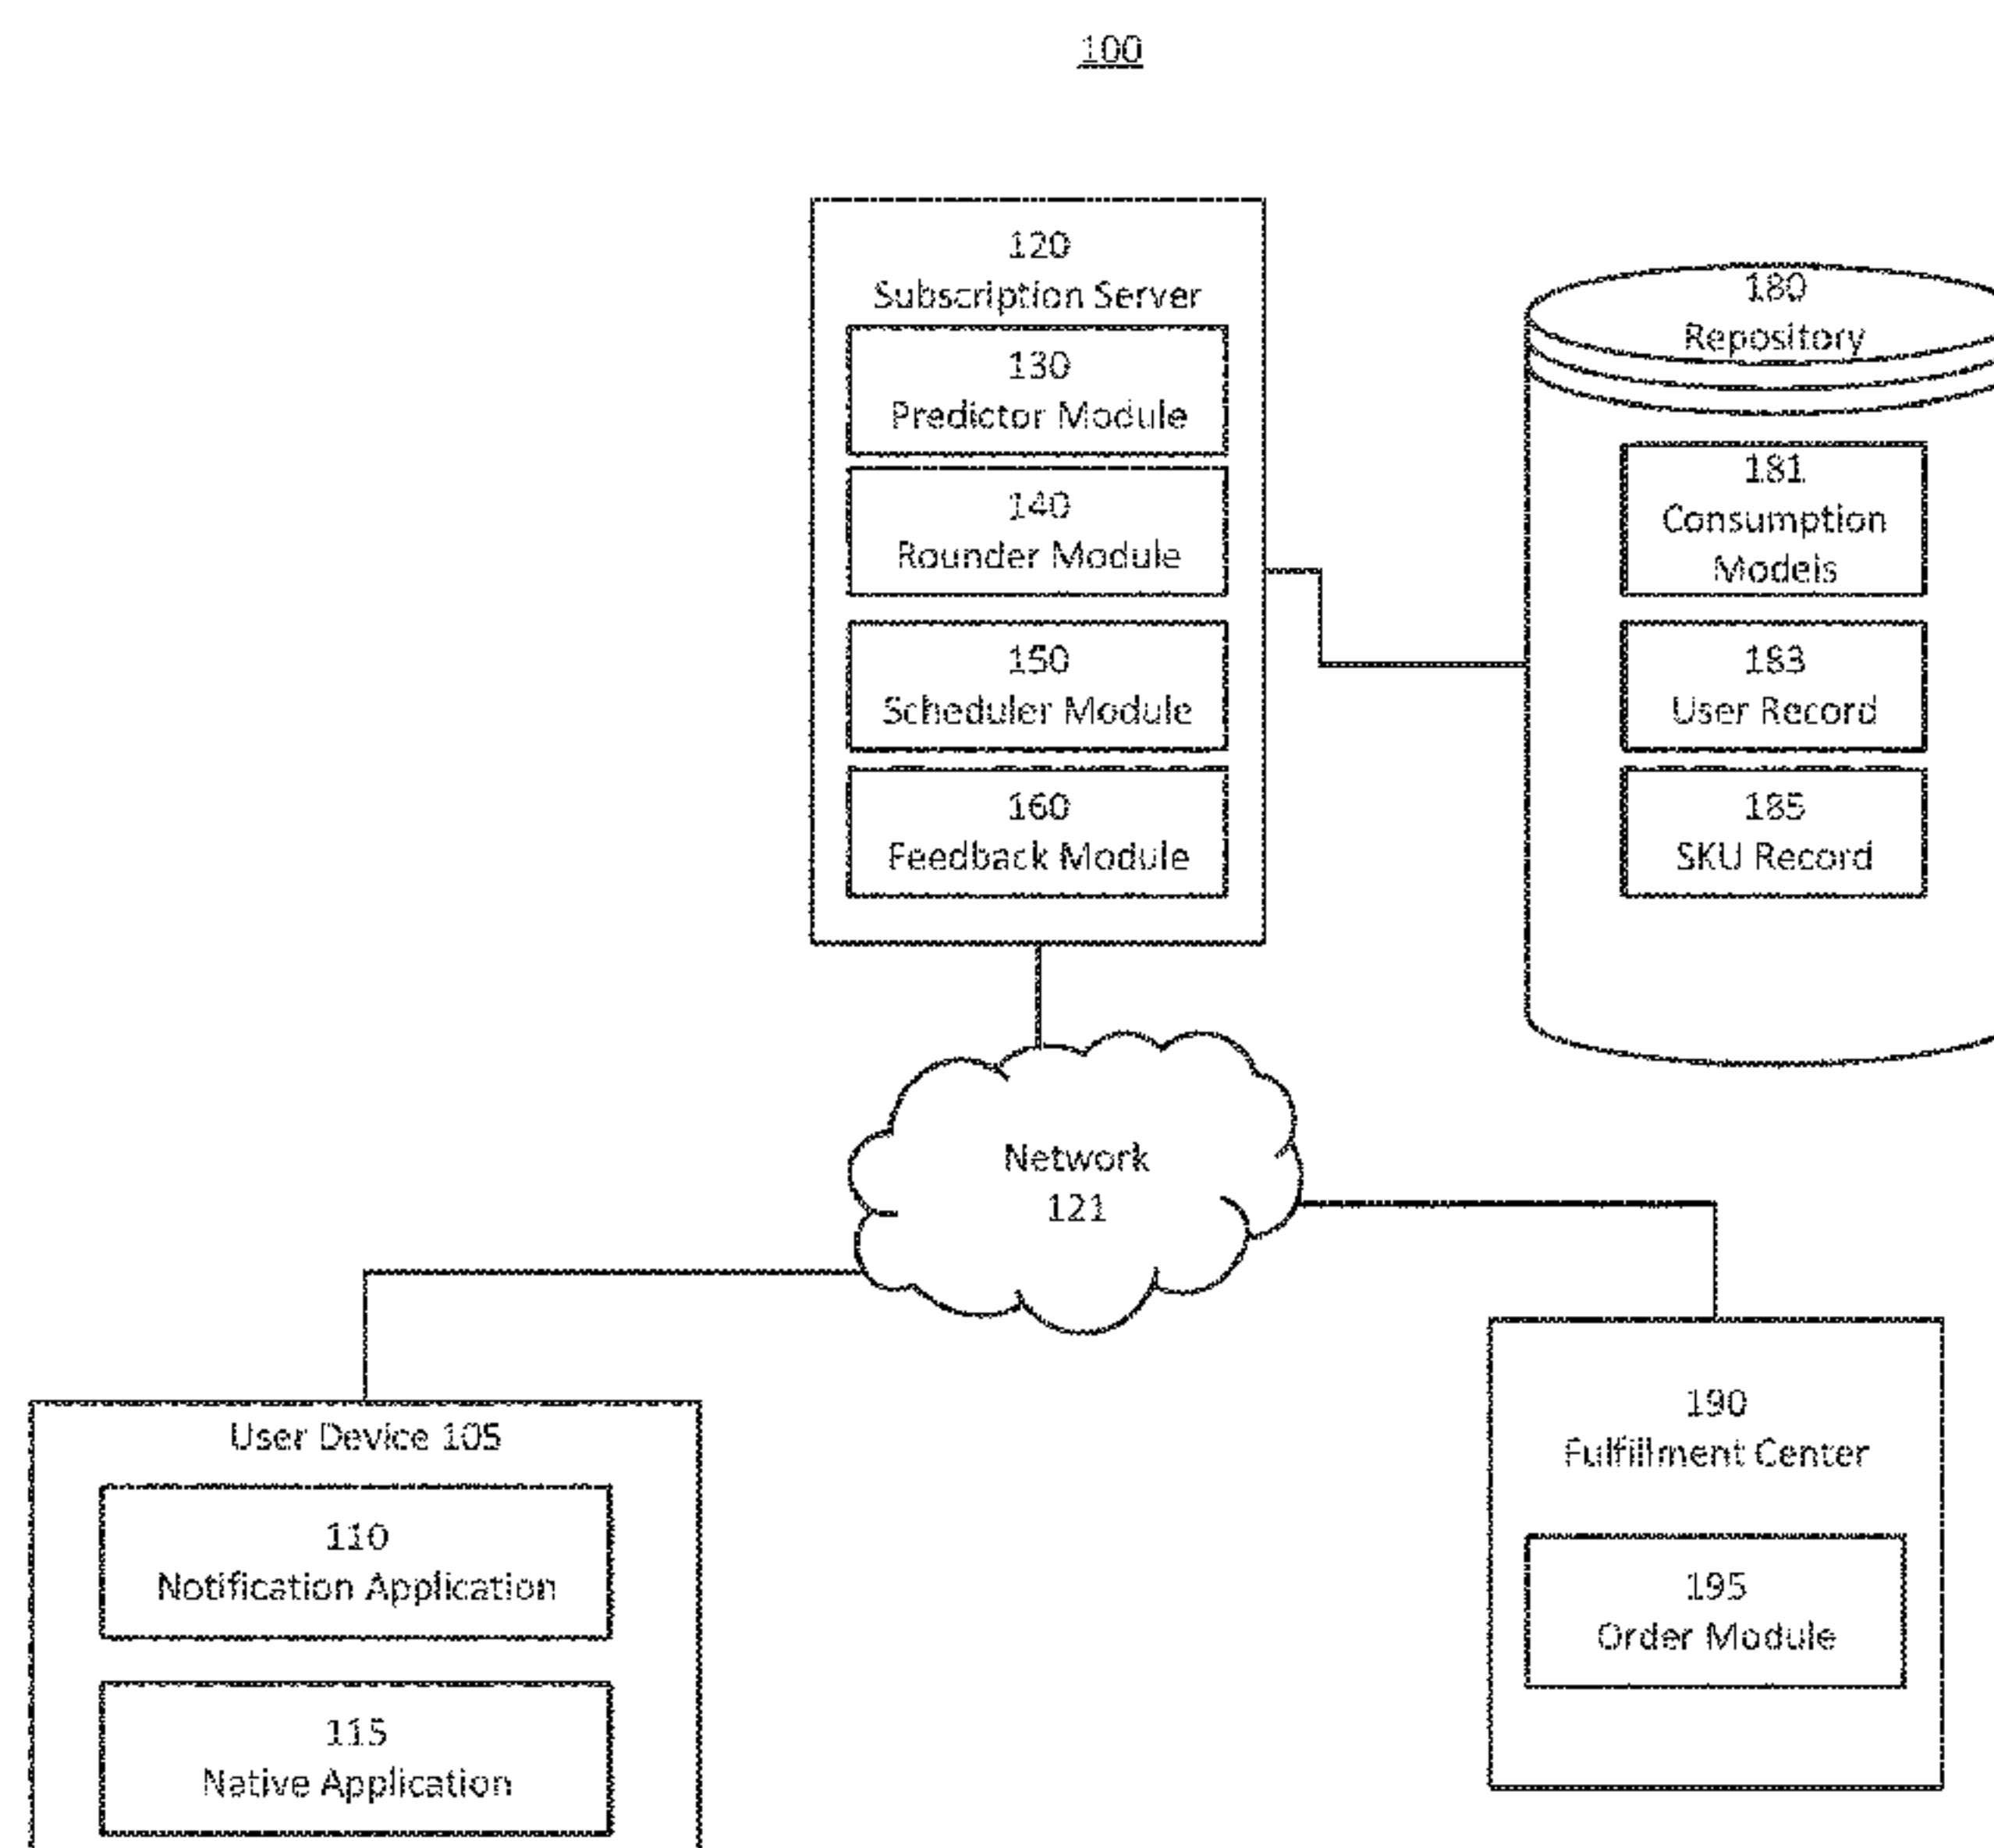 100
120
Subscription Server
130
Predictor Module
140
Rounder Module
150
Scheduler Module
160
Feedback Module
180
Repository
181
Consumption
Models
183
User Record
185
SKU Record
Network
121
User Device 105
110
Notification Application
115
Native Application
190
Fulfillment Center
195
Order Module